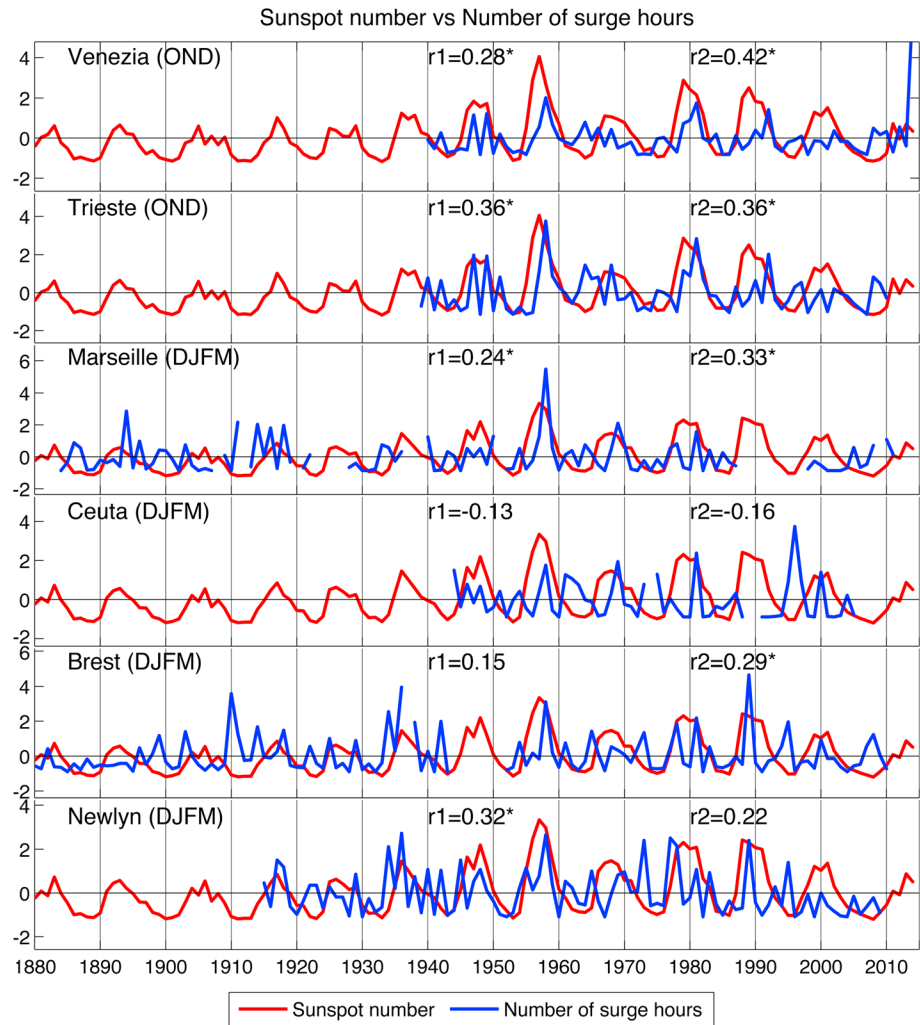 Sunspot number vs Number of surge hours
Venezia (OND) r1=0.28* r2=0.42*
4
2
0
-2
Trieste (OND) r1=0.36* r2=0.36*
4
2
0
-2
Marseille (DJFM) r1=0.24* r2=0.33*
6
4
2
0
-2
Ceuta (DJFM) r1=-0.13 r2=-0.16
4
2
0
-2
Brest (DJFM) r1=0.15 r2=0.29*
6
4
2
0
-2
Newlyn (DJFM) r1=0.32* r2=0.22
4
2
0
-2
1880 1890 1900 1910 1920 1930 1940 1950 1960 1970 1980 1990 2000 2010
Sunspot number Number of surge hours